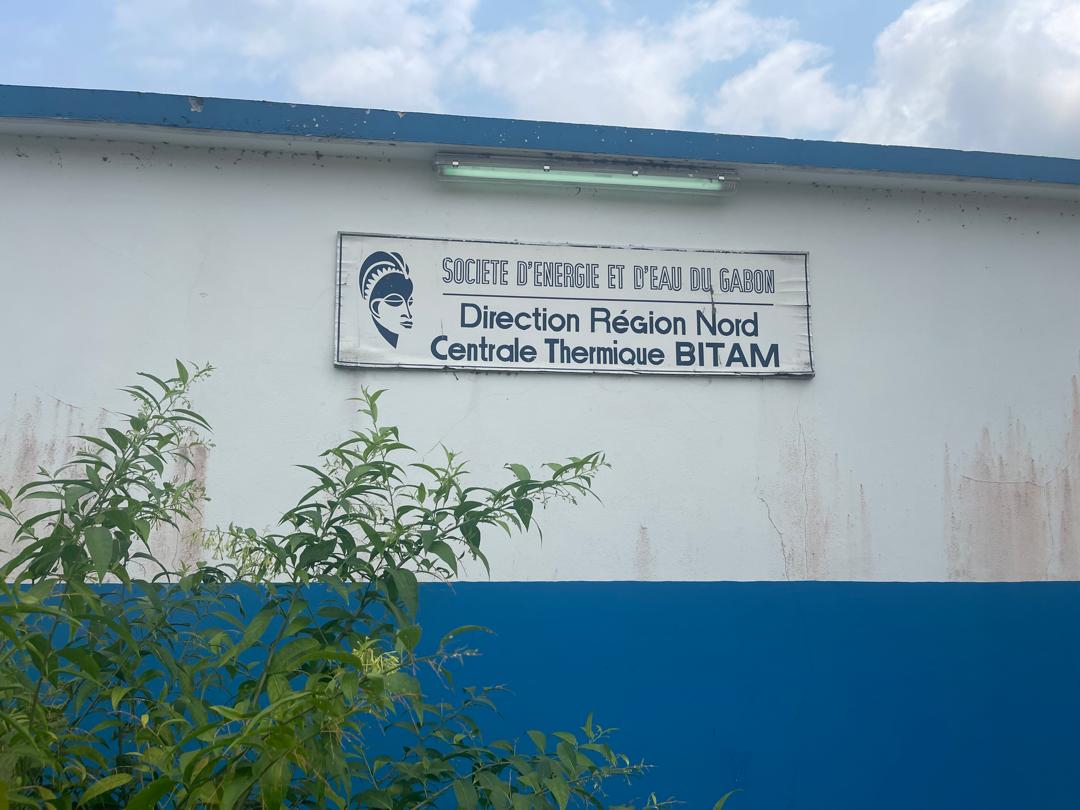 SOCIETE D'ENERGIE ET D'EAU DU GABON
Direction Région Nord
Centrale Thermique BITAM